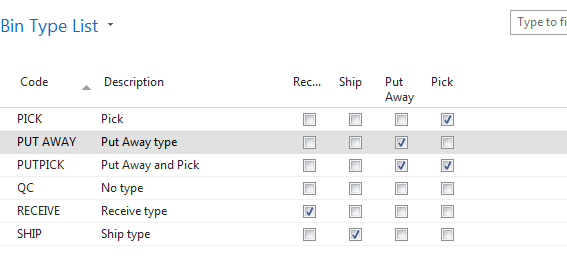 Bin Type List
Type to fi
Code Description Rec... Ship Put Away Pick
PICK Pick
PUT AWAY Put Away type
PUTPICK Put Away and Pick
QC No type
RECEIVE Receive type
SHIP Ship type